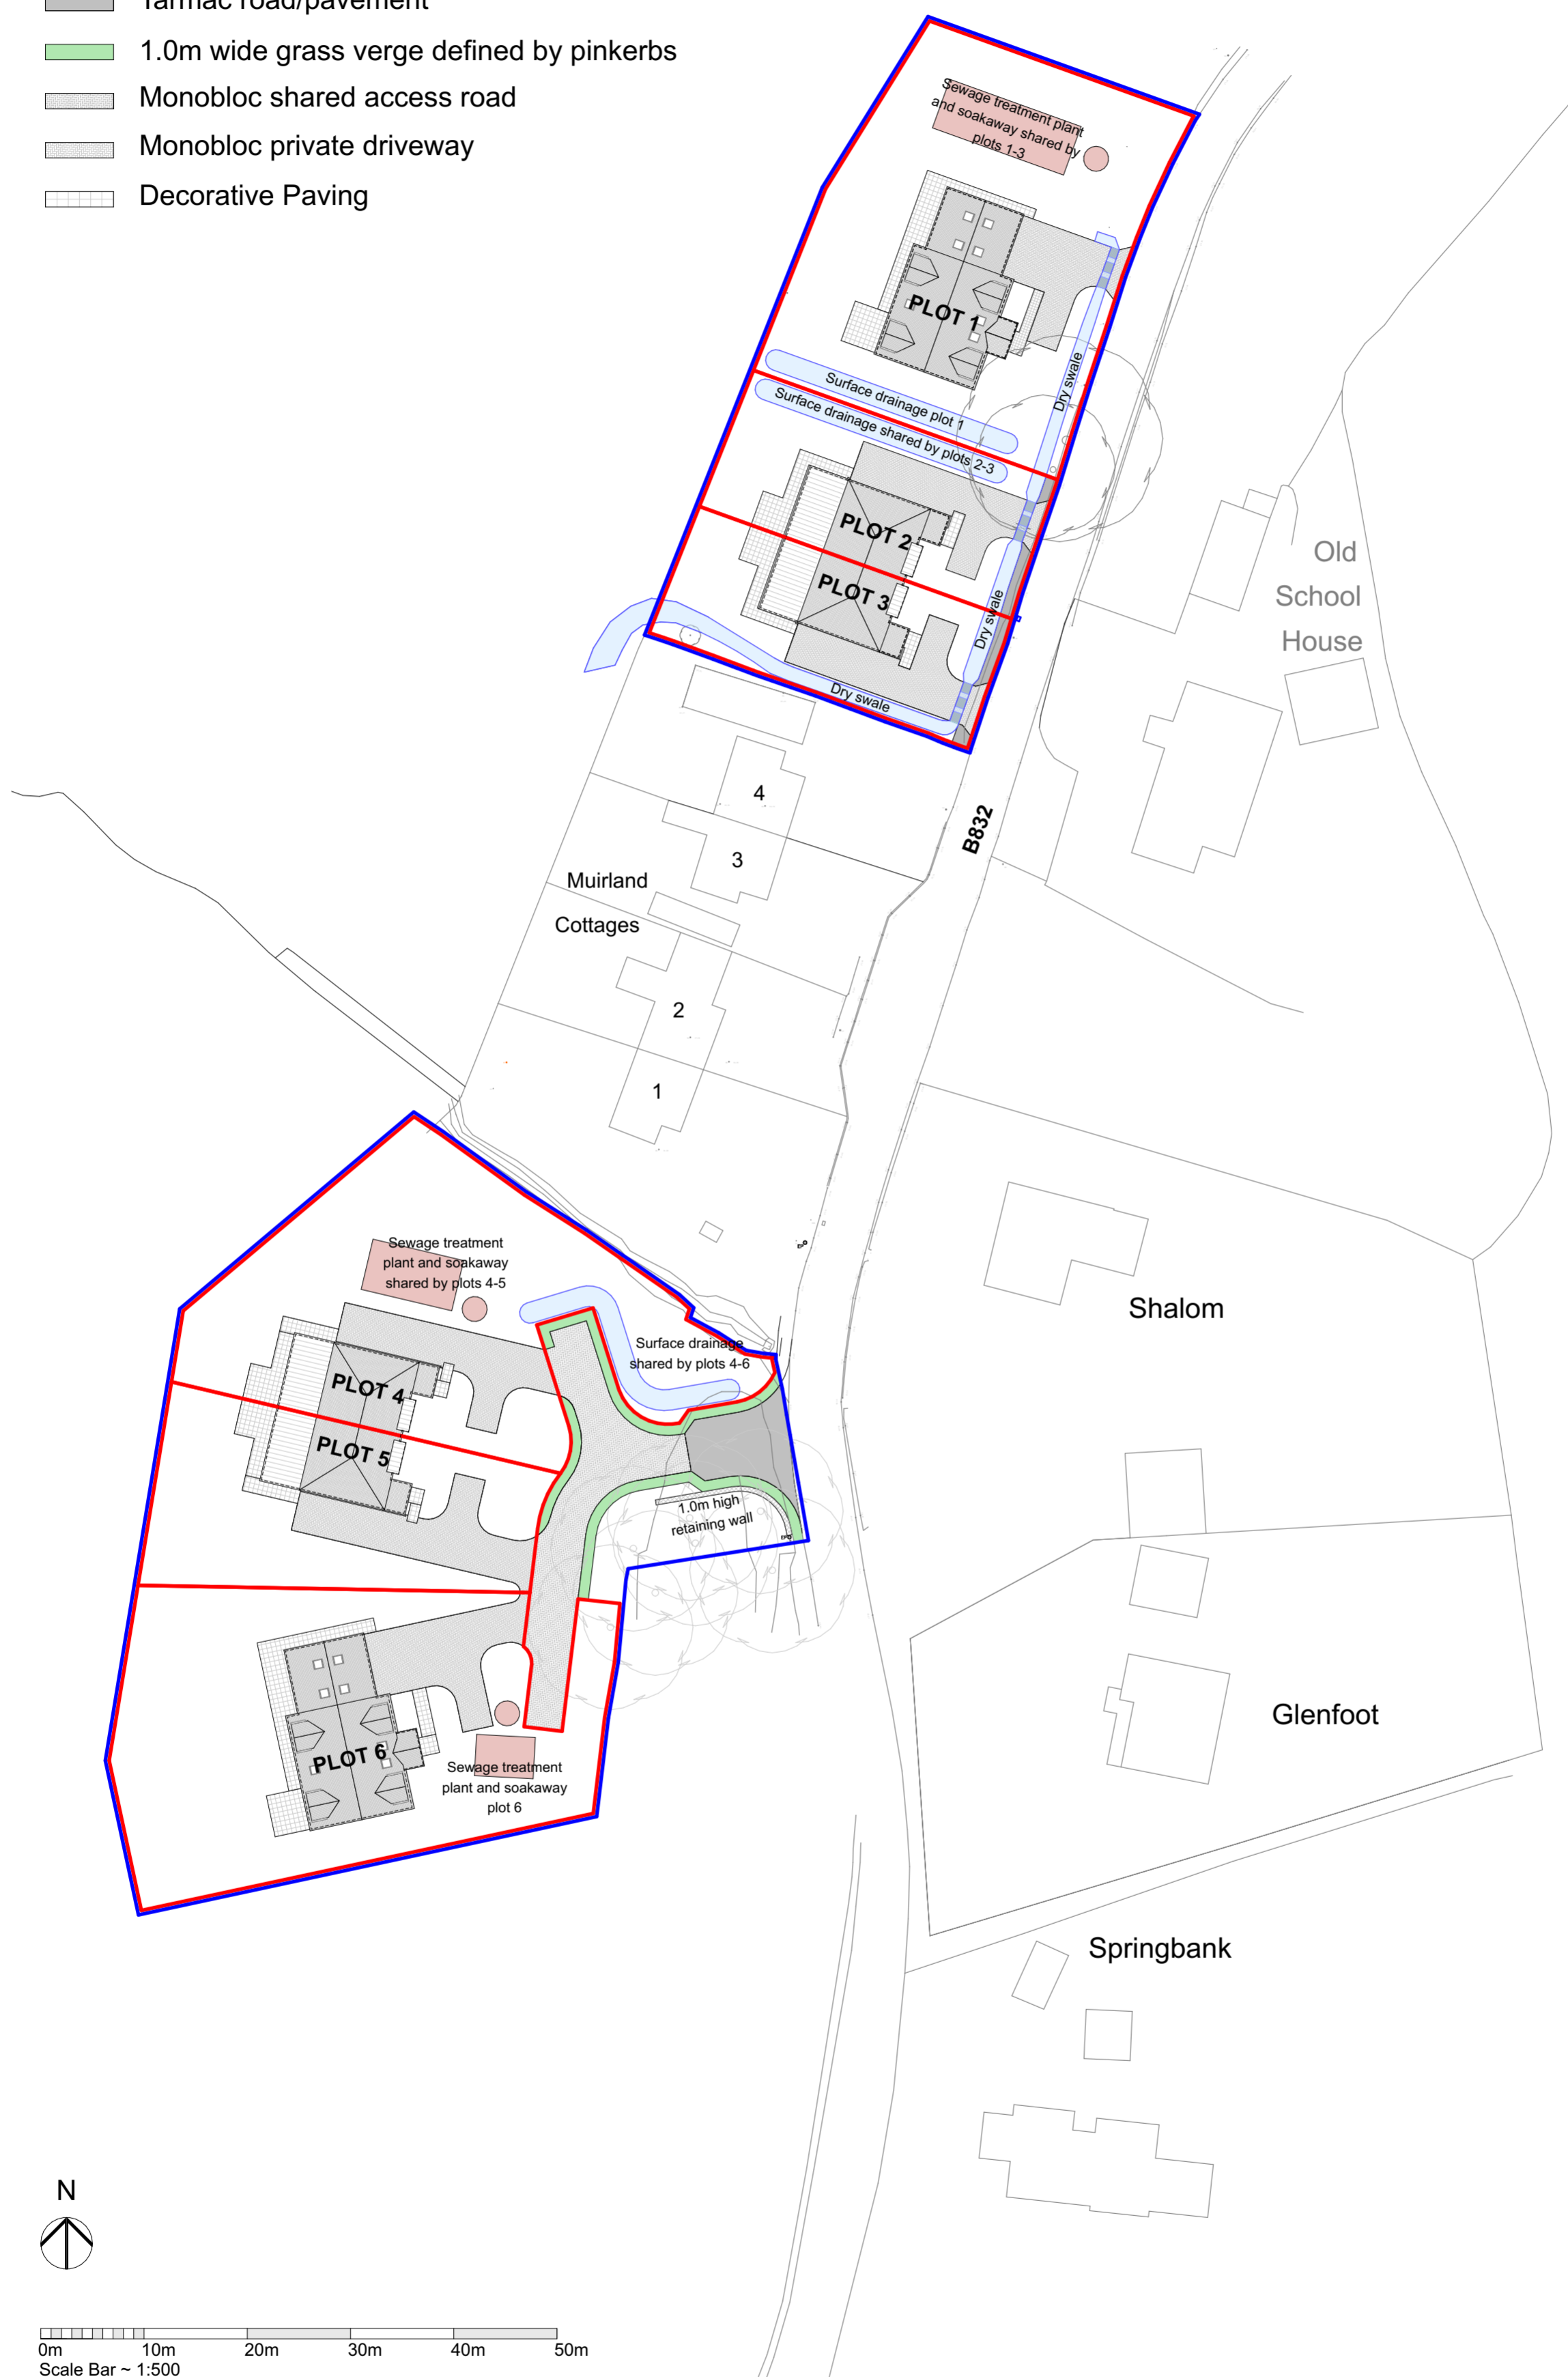 Tarmac road/pavement
1.0m wide grass verge defined by pinkerbs
Monobloc shared access road
Monobloc private driveway
Decorative Paving
Sewage treatment plant
and soakaway shared by
plots 1-3
PLOT 1
Dry swale
Surface drainage plot 1
Surface drainage shared by plots 2-3
PLOT 2
PLOT 3
Dry swale
Dry swale
Old
School
House
4
3
B832
Muirland
Cottages
2
1
Sewage treatment
plant and soakaway
shared by plots 4-5
Shalom
Surface drainage
shared by plots 4-6
PLOT 4
PLOT 5
1.0m high
retaining wall
Glenfoot
PLOT 6
Sewage treatment
plant and soakaway
plot 6
Springbank
N
0m 10m 20m 30m 40m 50m
Scale Bar ~ 1:500